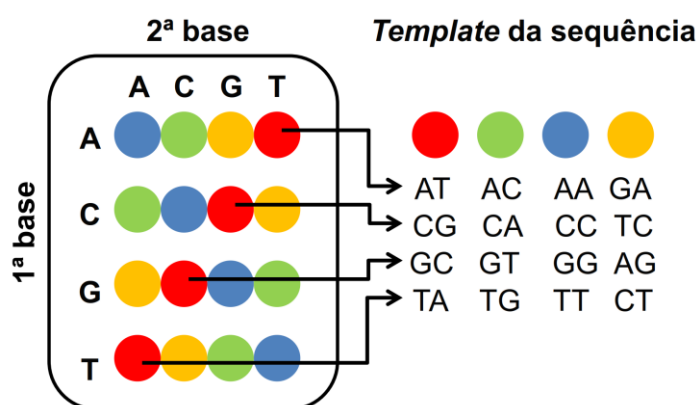 2ª base
Template da sequência
A C G T
A
C
G
T
1ª base
AT AC AA GA
CG CA CC TC
GC GT GG AG
TA TG TT CT